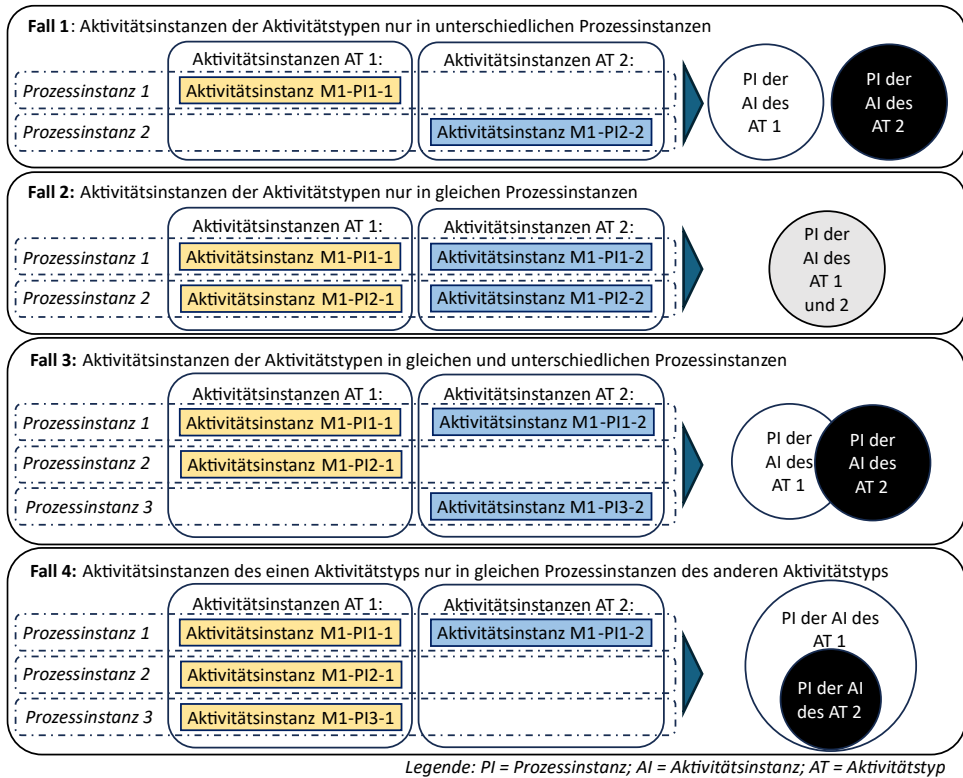 Fall 1: Aktivitätsinstanzen der Aktivitätstypen nur in unterschiedlichen Prozessinstanzen
Aktivitätsinstanzen AT 1:
Aktivitätsinstanzen AT 2:
Prozessinstanz 1
Aktivitätsinstanz M1-PI1-1
Prozessinstanz 2
Aktivitätsinstanz M1-PI2-2
PI der
AI des
AT 1
PI der
AI des
AT 2
Fall 2: Aktivitätsinstanzen der Aktivitätstypen nur in gleichen Prozessinstanzen
Aktivitätsinstanzen AT 1:
Aktivitätsinstanzen AT 2:
Prozessinstanz 1
Aktivitätsinstanz M1-PI1-1
Aktivitätsinstanz M1-PI1-2
Prozessinstanz 2
Aktivitätsinstanz M1-PI2-1
Aktivitätsinstanz M1-PI2-2
PI der
AI des
AT 1
und 2
Fall 3: Aktivitätsinstanzen der Aktivitätstypen in gleichen und unterschiedlichen Prozessinstanzen
Aktivitätsinstanzen AT 1:
Aktivitätsinstanzen AT 2:
Prozessinstanz 1
Aktivitätsinstanz M1-PI1-1
Aktivitätsinstanz M1-PI1-2
Prozessinstanz 2
Aktivitätsinstanz M1-PI2-1
Prozessinstanz 3
Aktivitätsinstanz M1-PI3-2
PI der
AI des
AT 1
PI der
AI des
AT 2
Fall 4: Aktivitätsinstanzen des einen Aktivitätstyps nur in gleichen Prozessinstanzen des anderen Aktivitätstyps
Aktivitätsinstanzen AT 1:
Aktivitätsinstanzen AT 2:
Prozessinstanz 1
Aktivitätsinstanz M1-PI1-1
Aktivitätsinstanz M1-PI1-2
Prozessinstanz 2
Aktivitätsinstanz M1-PI2-1
Prozessinstanz 3
Aktivitätsinstanz M1-PI3-1
PI der AI des
AT 1
PI der AI
des AT 2
Legende: PI = Prozessinstanz; AI = Aktivitätsinstanz; AT = Aktivitätstyp